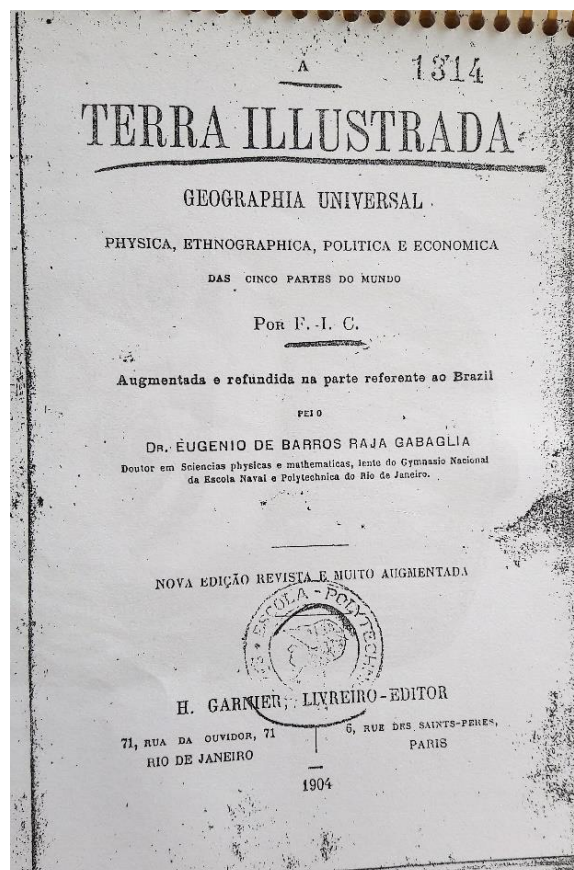 1314
A
TERRA ILLUSTRADA
GEOGRAPHIA UNIVERSAL
PHYSICA, ETHNOGRAPHICA, POLITICA E ECONOMICA
DAS CINCO PARTES DO MUNDO
POR F. I. C.
Augmentada e refundida na parte referente ao Brazil
PELO
DR. EUGENIO DE BARROS RAJA GABAGLIA
Doutor em Sciencias physicas e mathematicas, lente do Gymnasio Nacional
da Escola Naval e Polytechnica do Rio de Janeiro.
NOVA EDIÇÃO REVISTA E MUITO AUGMENTADA
ESCOLA - POLYTECH
H. GARNIER, LIVREIRO-EDITOR
71, RUA DA OUVIDOR, 71
RIO DE JANEIRO
6, RUE DES SAINTS-PERES,
PARIS
1904